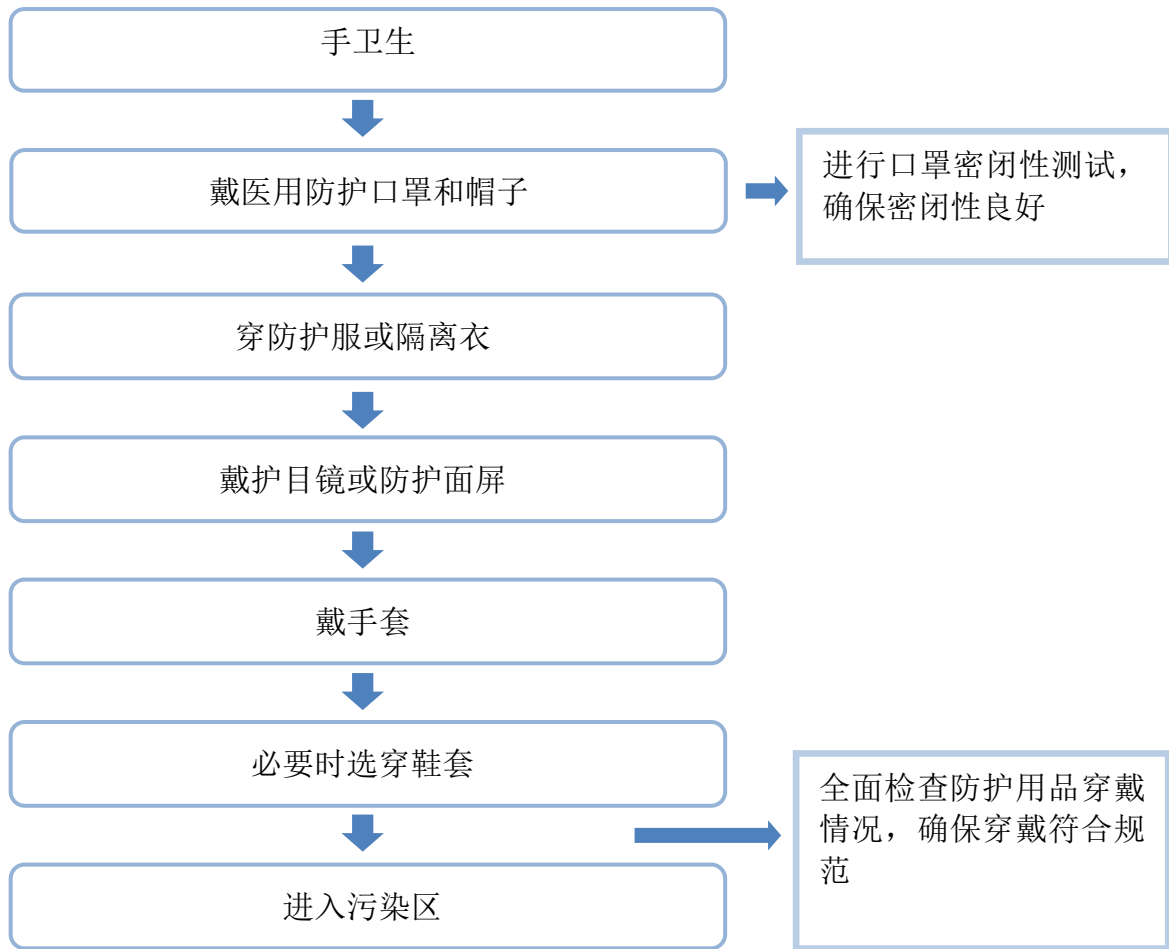 手卫生
戴医用防护口罩和帽子
进行口罩密闭性测试，
确保密闭性良好
穿防护服或隔离衣
戴护目镜或防护面屏
戴手套
必要时选穿鞋套
全面检查防护用品穿戴
情况，确保穿戴符合规
范
进入污染区